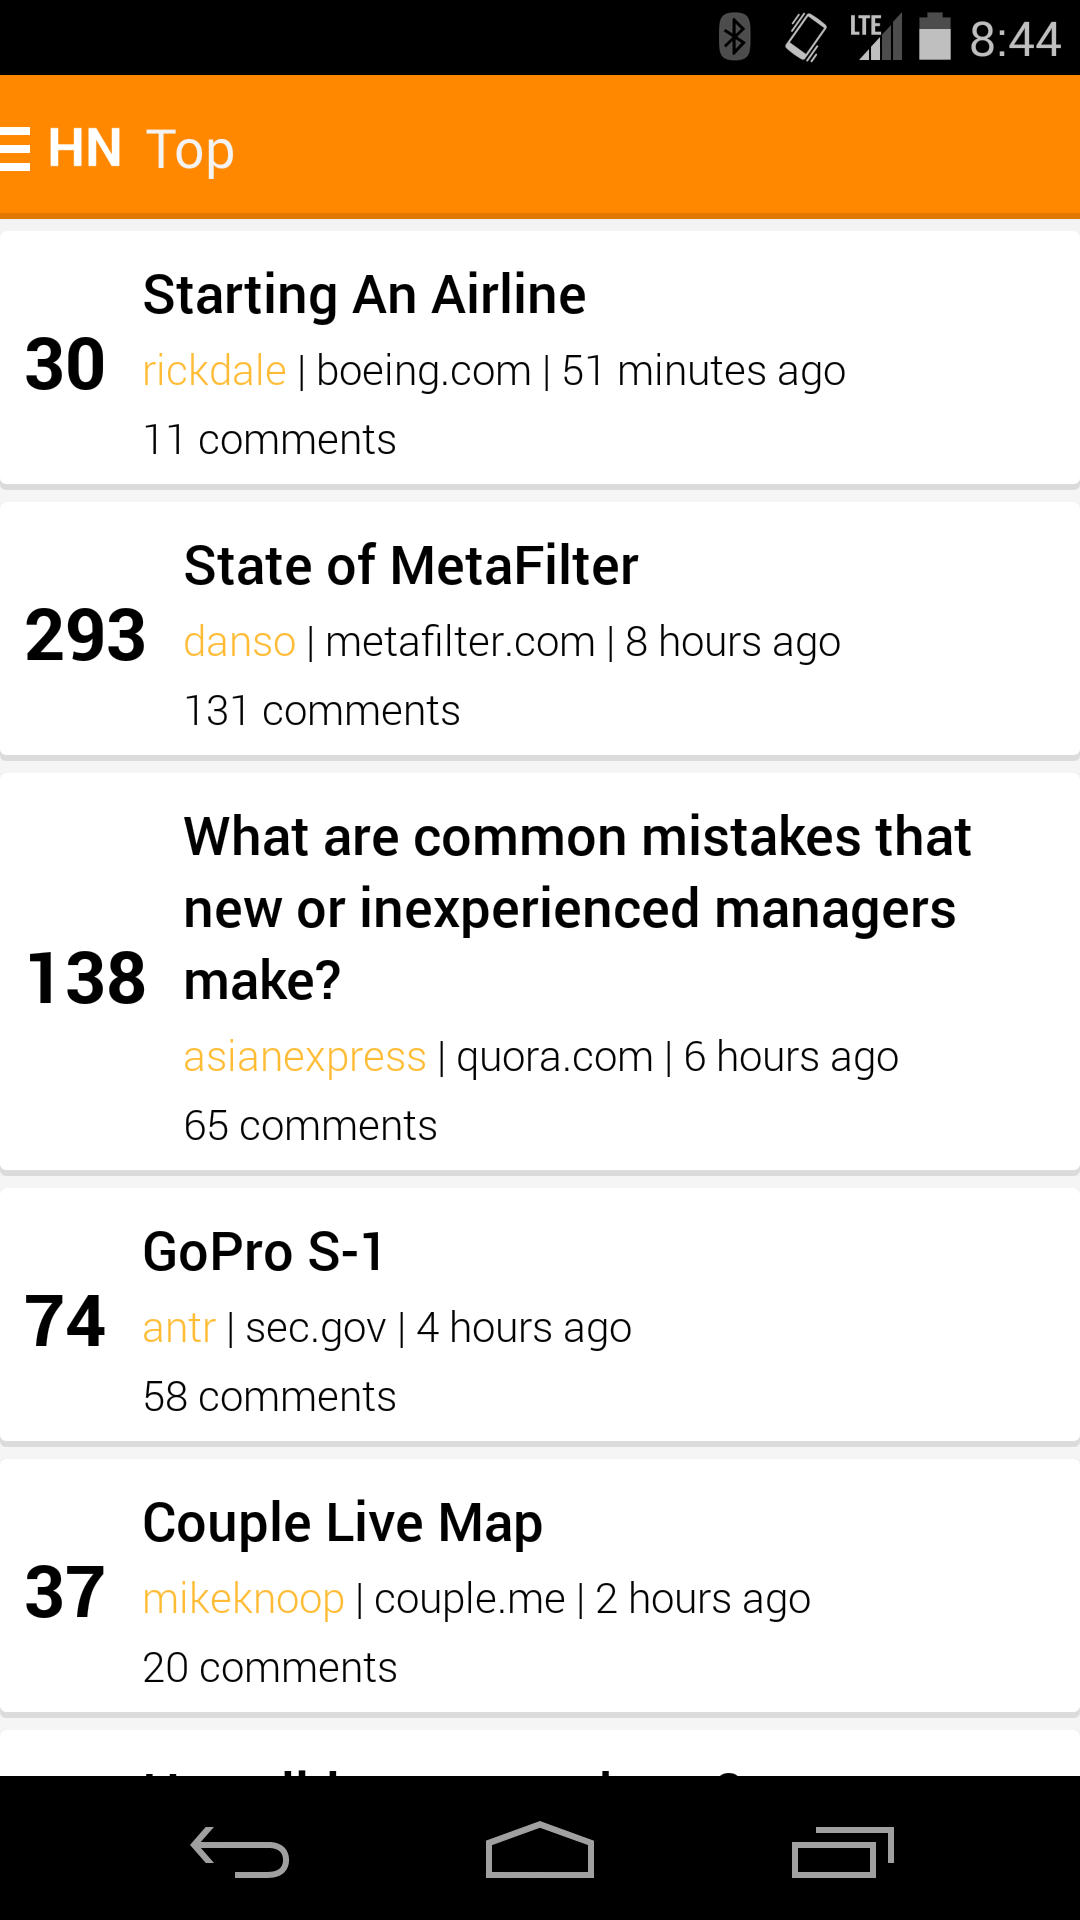 LTE 8:44
HN Top
Starting An Airline
30
rickdale | boeing.com | 51 minutes ago
11 comments
State of MetaFilter
293
danso | metafilter.com | 8 hours ago
131 comments
What are common mistakes that
new or inexperienced managers
make?
138
asianexpress | quora.com | 6 hours ago
65 comments
GoPro S-1
74
antr | sec.gov | 4 hours ago
58 comments
Couple Live Map
37
mikeknoop | couple.me | 2 hours ago
20 comments